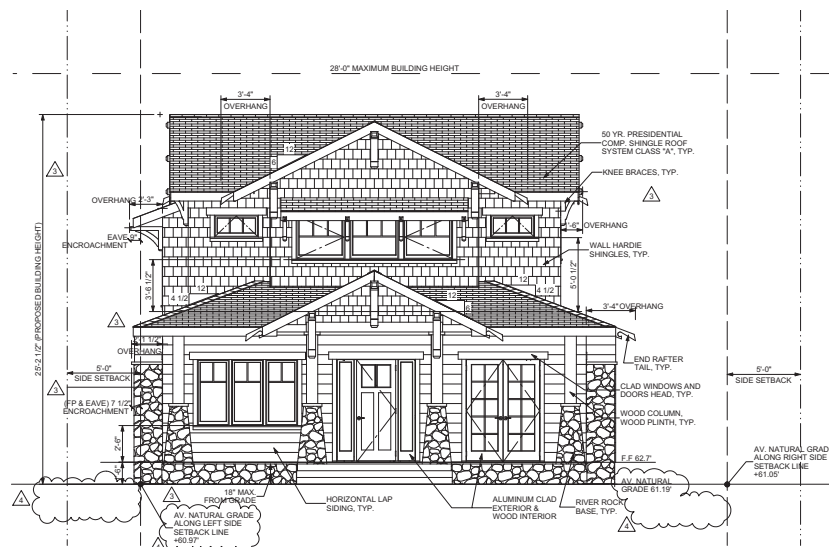 28'-0" MAXIMUM BUILDING HEIGHT
3'-4"
OVERHANG
3'-4"
OVERHANG
50 YR. PRESIDENTIAL
COMP. SHINGLE ROOF
SYSTEM CLASS "A", TYP.
12
6
KNEE BRACES, TYP.
3
3
OVERHANG 2'-3"
OVERHANG
EAVE 9"
ENCROACHMENT
WALL HARDIE
SHINGLES, TYP.
25'-2 1/2" (PROPOSED BUILDING HEIGHT)
3'-6 1/2"
5'-0 1/2"
12
4 1/2
12
4 1/2
12
6
3'-4" OVERHANG
3
1 1/2"
OVERHANG
END RAFTER
TAIL, TYP.
5'-0"
SIDE SETBACK
5'-0"
SIDE SETBACK
3
(FP & EAVE) 7 1/2"
ENCROACHMENT
CLAD WINDOWS AND
DOORS HEAD, TYP.
WOOD COLUMN,
WOOD PLINTH, TYP.
2'-6"
F.F 62.7'
AV. NATURAL GRAD
ALONG RIGHT SIDE
SETBACK LINE
+61.05'
AV. NATURAL
GRADE 61.19'
4
3
18" MAX.
FROM GRADE
HORIZONTAL LAP
SIDING, TYP.
ALUMINUM CLAD
EXTERIOR &
WOOD INTERIOR
RIVER ROCK
BASE, TYP.
4
AV. NATURAL GRADE
ALONG LEFT SIDE
SETBACK LINE
+60.97'